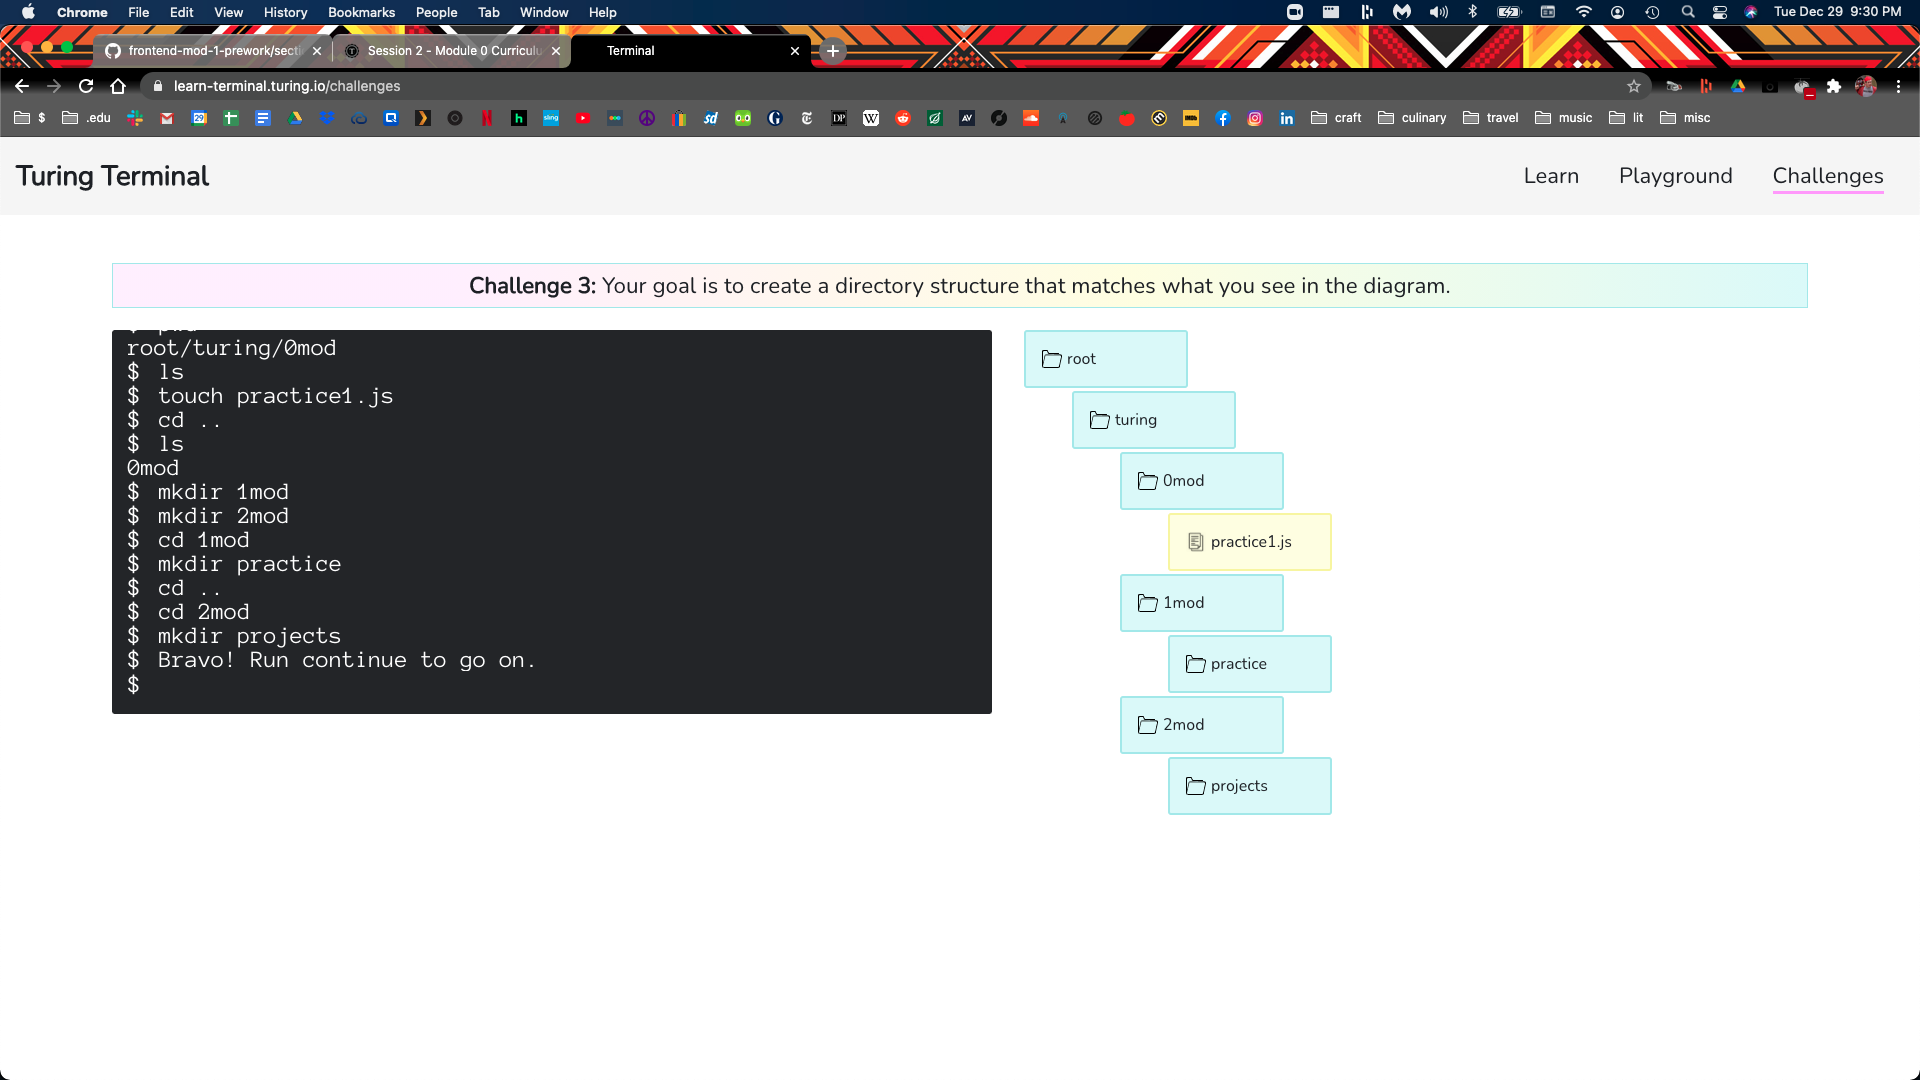 Chrome File Edit View History Bookmarks People Tab Window Help Tue Dec 29 9:30 PM
frontend-mod-1-prework/secti Session 2 - Module 0 Curriculu Terminal
learn-terminal.turing.io/challenges
$ .edu craft culinary travel music lit misc
Turing Terminal
Learn Playground Challenges
Challenge 3: Your goal is to create a directory structure that matches what you see in the diagram.
root/turing/0mod
$ ls
$ touch practice1.js
$ cd ..
$ ls
0mod
$ mkdir 1mod
$ mkdir 2mod
$ cd 1mod
$ mkdir practice
$ cd ..
$ cd 2mod
$ mkdir projects
$ Bravo! Run continue to go on.
$
root
turing
0mod
practice1.js
1mod
practice
2mod
projects